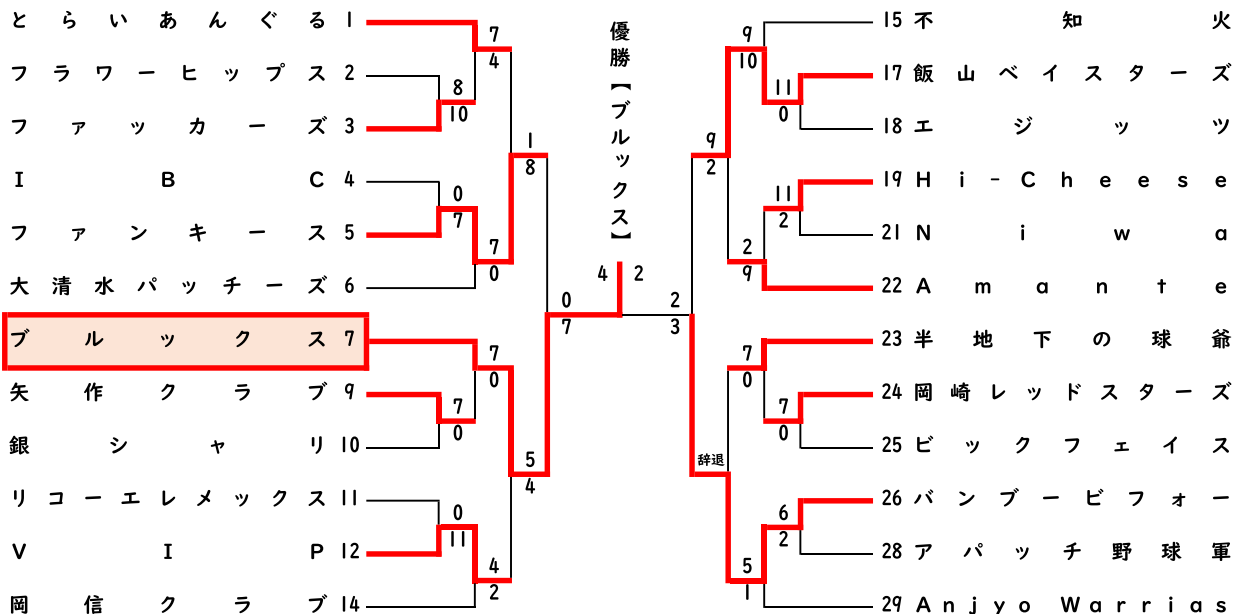 とらいあんぐる 1
フラワーヒップス 2
ファッカーズ 3
IBC 4
ファンキース 5
大清水パッチーズ 6
ブルックス 7
矢作クラブ 9
銀シャリ 10
リコーエレメックス 11
VIP 12
岡信クラブ 14
7
4
8
10
1
8
0
7
7
0
0
7
7
0
7
0
5
4
0
11
4
2
優勝【ブルックス】
4 2
15 不知火
17 飯山ベイスターズ
18 エジッツ
19 Hi-Cheese
21 Niwa
22 Amante
23 半地下の球爺
24 岡崎レッドスターズ
25 ビックフェイス
26 バンブービフォー
28 アパッチ野球軍
29 Anjyo Warrias
9
10
11
0
9
2
11
2
2
9
2
3
7
0
7
0
辞退
6
2
5
1